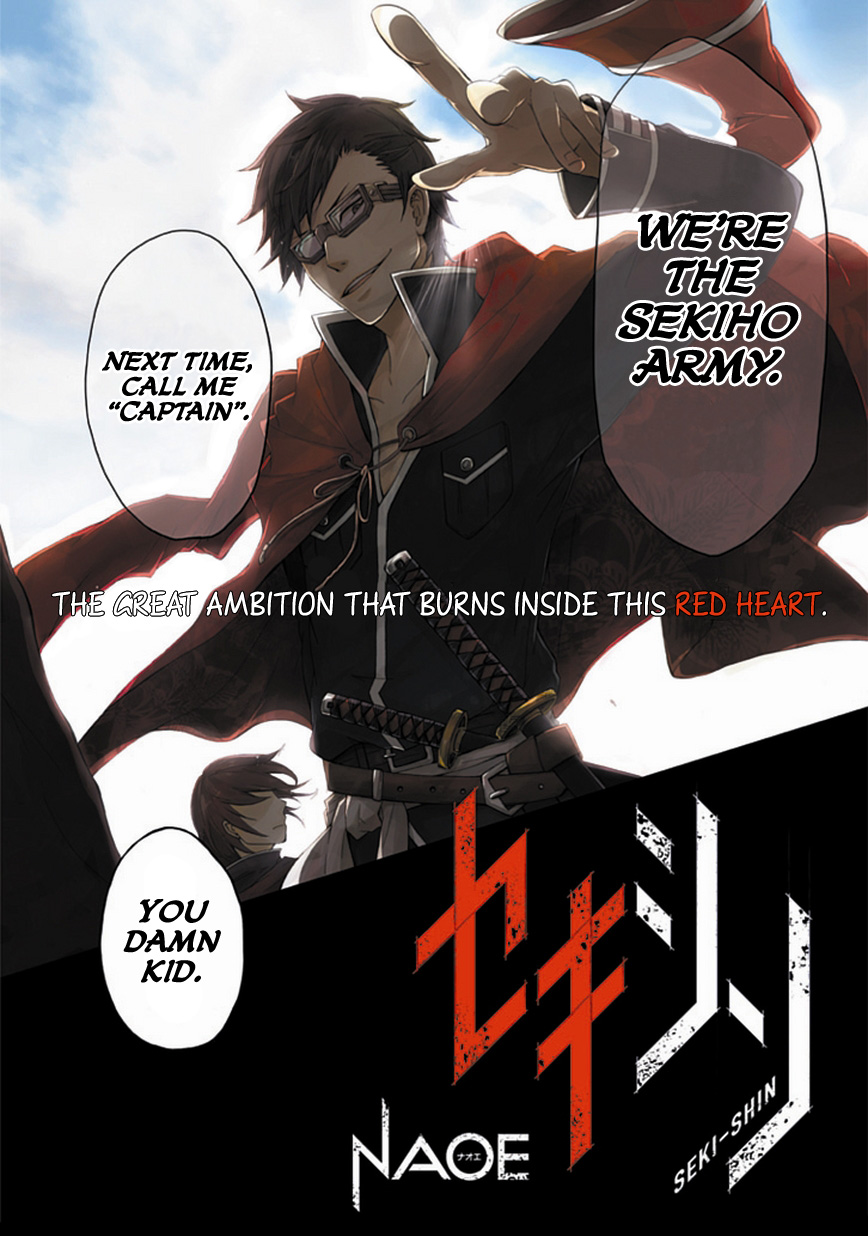 WE'RE
THE
SEKIHO
ARMY.
NEXT TIME,
CALL ME
"CAPTAIN".
THE GREAT AMBITION THAT BURNS INSIDE THIS RED HEART.
YOU
DAMN
KID.
セキシン
SEKI-SHIN
NAOE
ナオエ